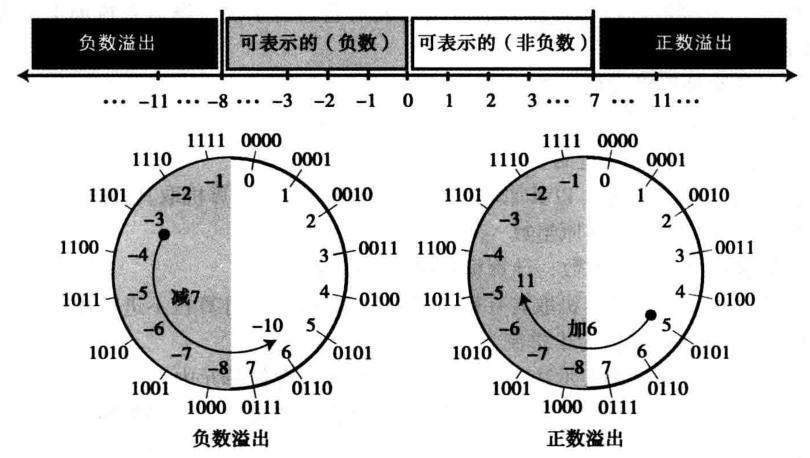 负数溢出 可表示的（负数） 可表示的（非负数） 正数溢出
··· -11 ··· -8 ··· -3 -2 -1 0 1 2 3 ··· 7 ··· 11 ···
1111 0000 1111 0000
1110 0001 1110 0001
-1 0 -1 0
1101 -2 1 0010 1101 -2 1 0010
-3 2 -3 2
1100 -4 3 0011 1100 -4 3 0011
11
1011 -5 减7 4 0100 1011 -5 4 0100
-6 -10 5 -6 加6 5
1010 -7 6 0101 1010 -7 6 0101
-8 7 -8 7
1001 0110 1001 0110
1000 0111 1000 0111
负数溢出 正数溢出